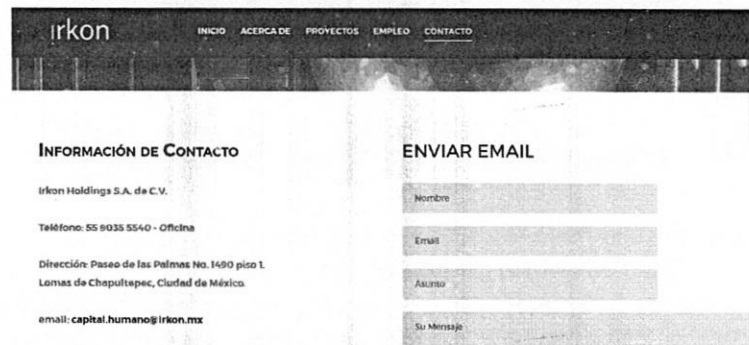 irkon
INICIO ACERCA DE PROYECTOS EMPLEO CONTACTO
INFORMACIÓN DE CONTACTO
Irkon Holdings S.A. de C.V.
Teléfono: 55 9035 5540 - Oficina
Dirección: Paseo de las Palmas No. 1490 piso 1.
Lomas de Chapultepec, Ciudad de México.
email: capital.humano@irkon.mx
ENVIAR EMAIL
Nombre
Email
Asunto
Su Mensaje